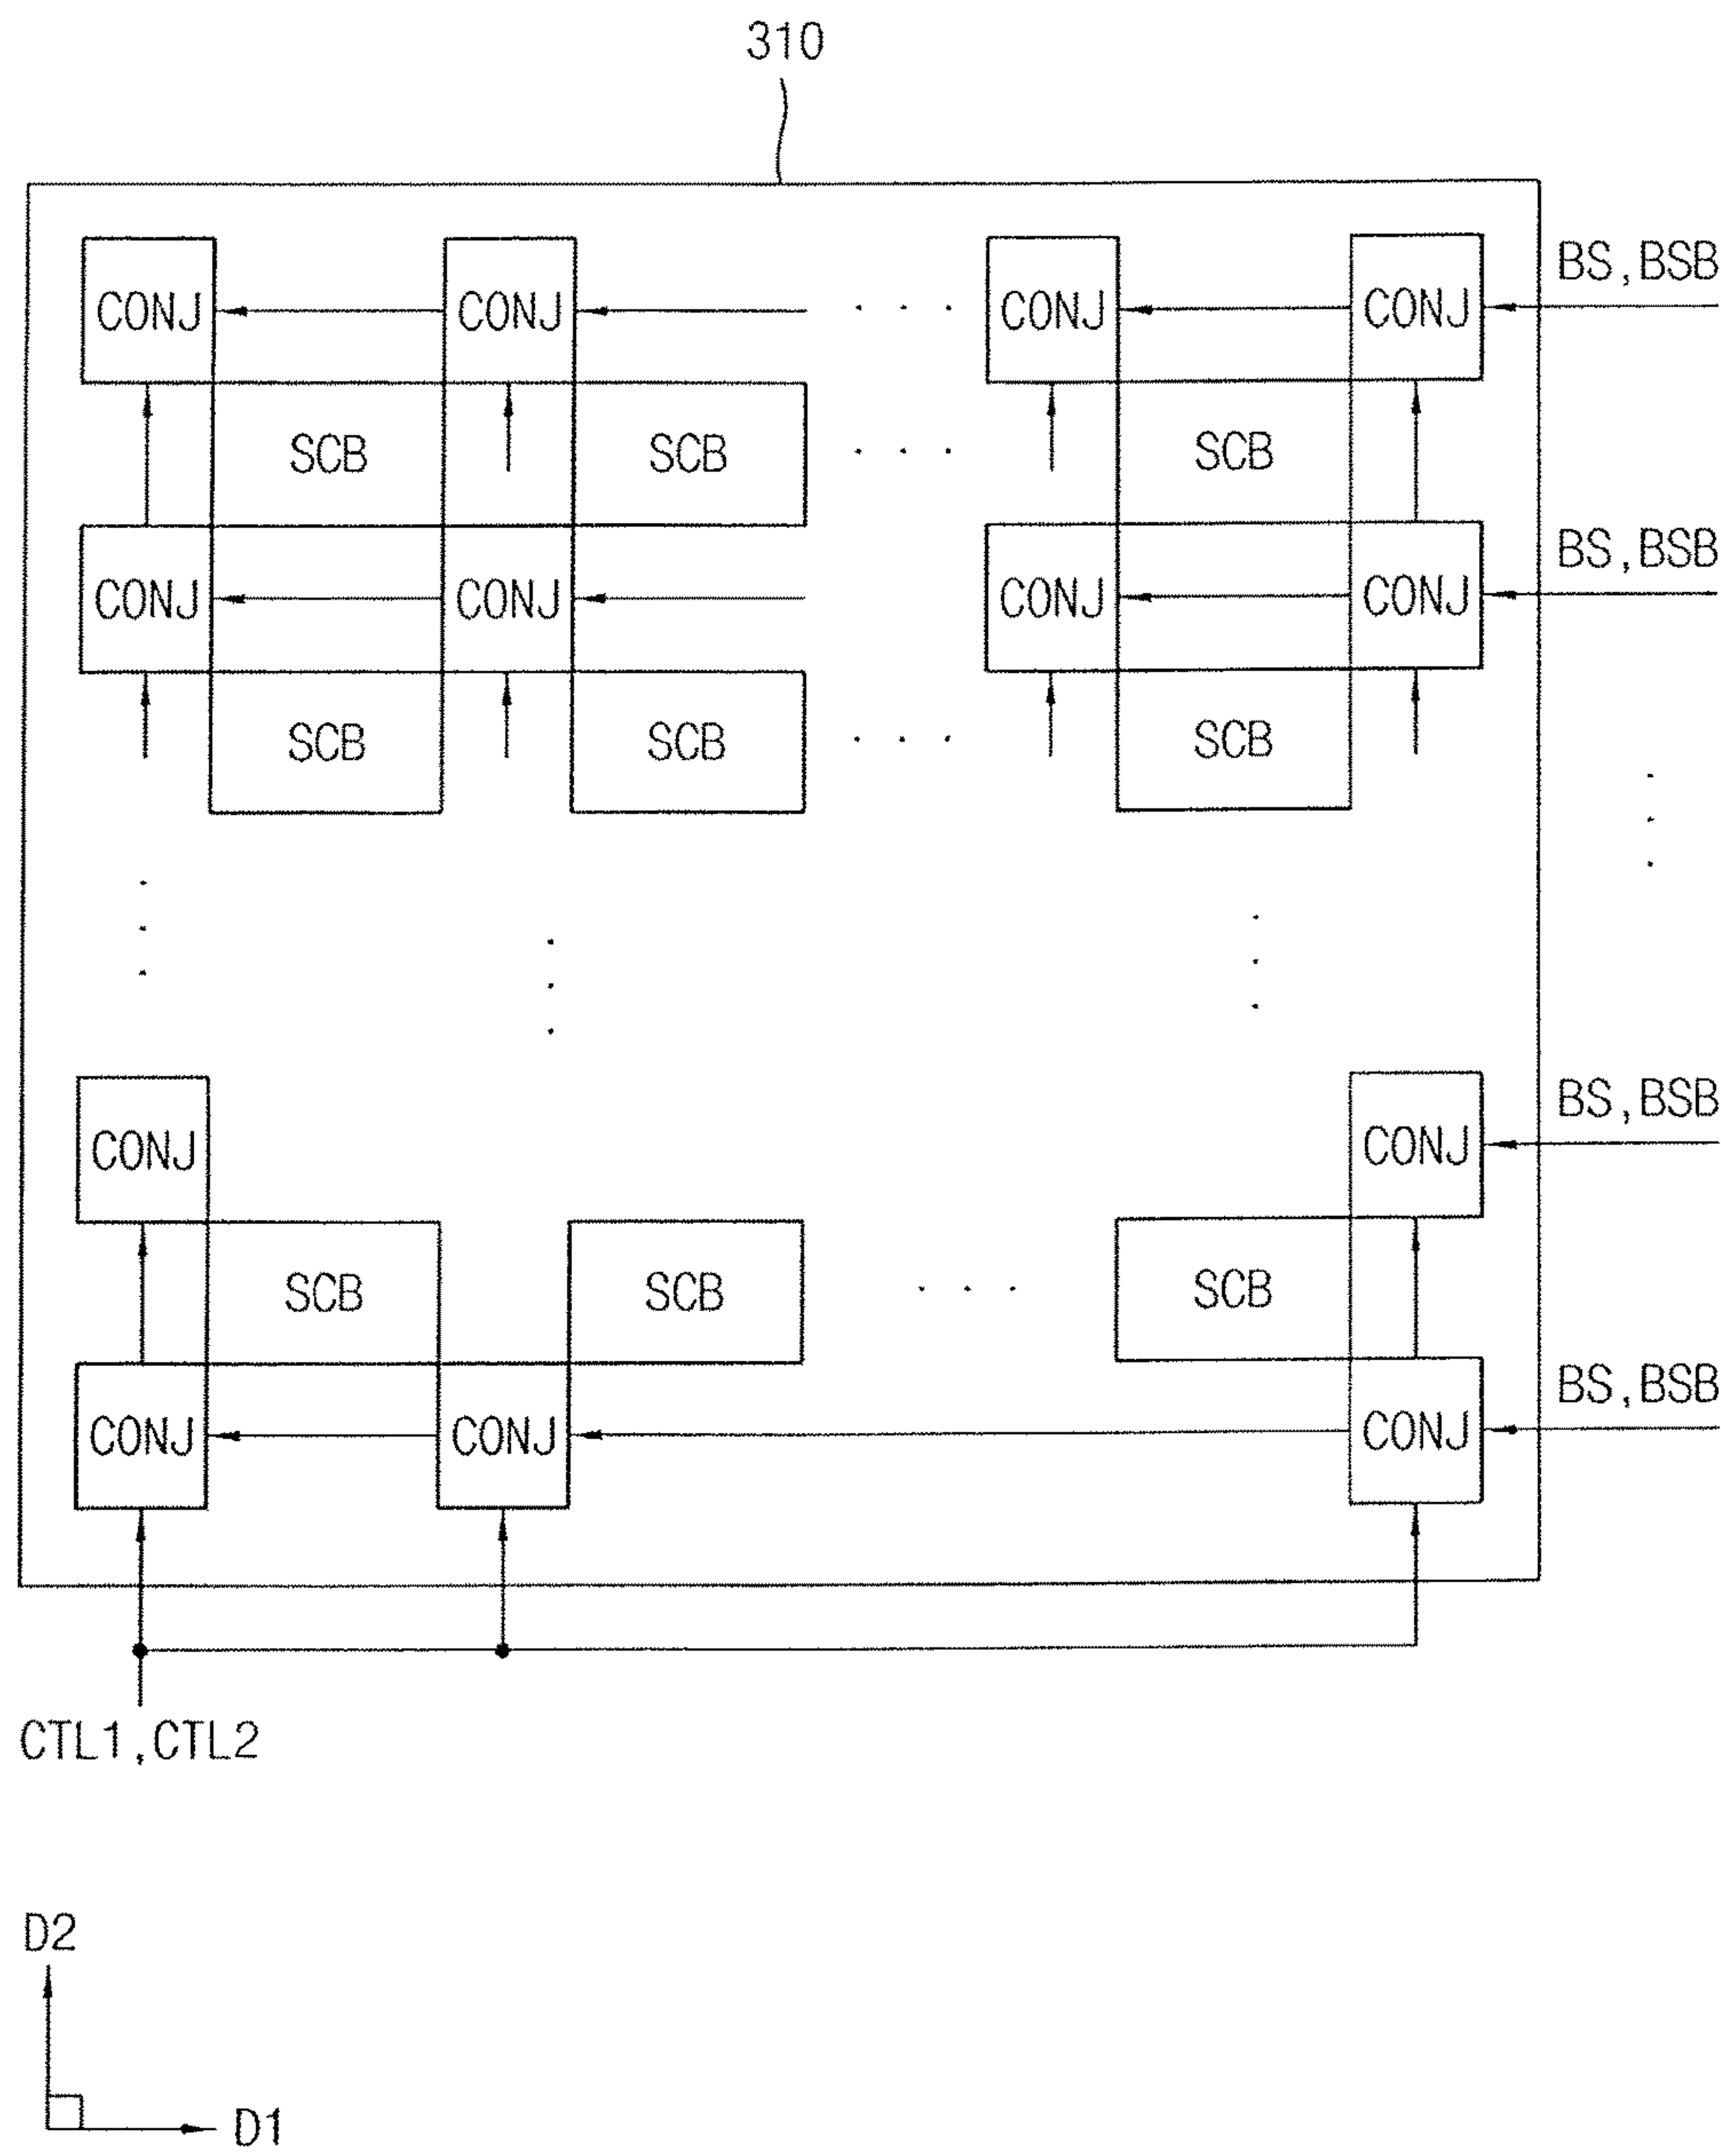 310
CONJ CONJ . . . CONJ CONJ BS,BSB
SCB SCB . . . SCB
CONJ CONJ CONJ CONJ BS,BSB
SCB SCB . . . SCB
CONJ CONJ BS,BSB
SCB SCB . . . SCB
CONJ CONJ CONJ BS,BSB
CTL1,CTL2
D2
D1